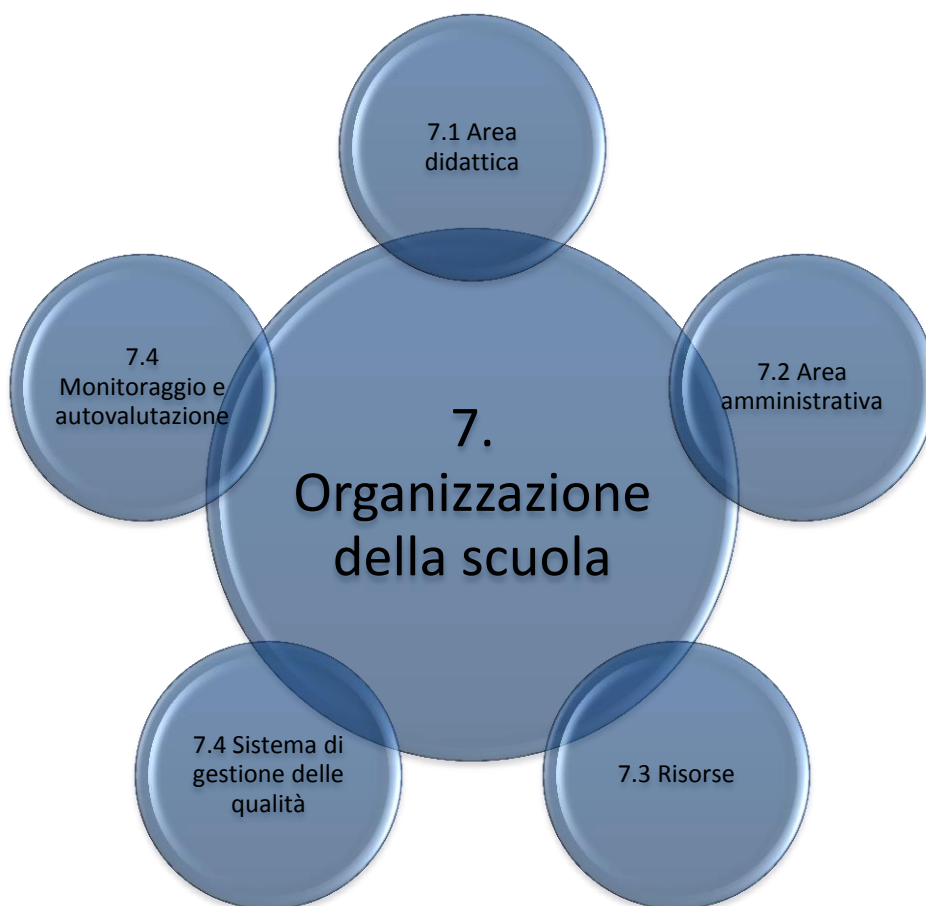 7.1 Area
didattica
7.4
Monitoraggio e
autovalutazione
7.2 Area
amministrativa
7.
Organizzazione
della scuola
7.4 Sistema di
gestione delle
qualità
7.3 Risorse